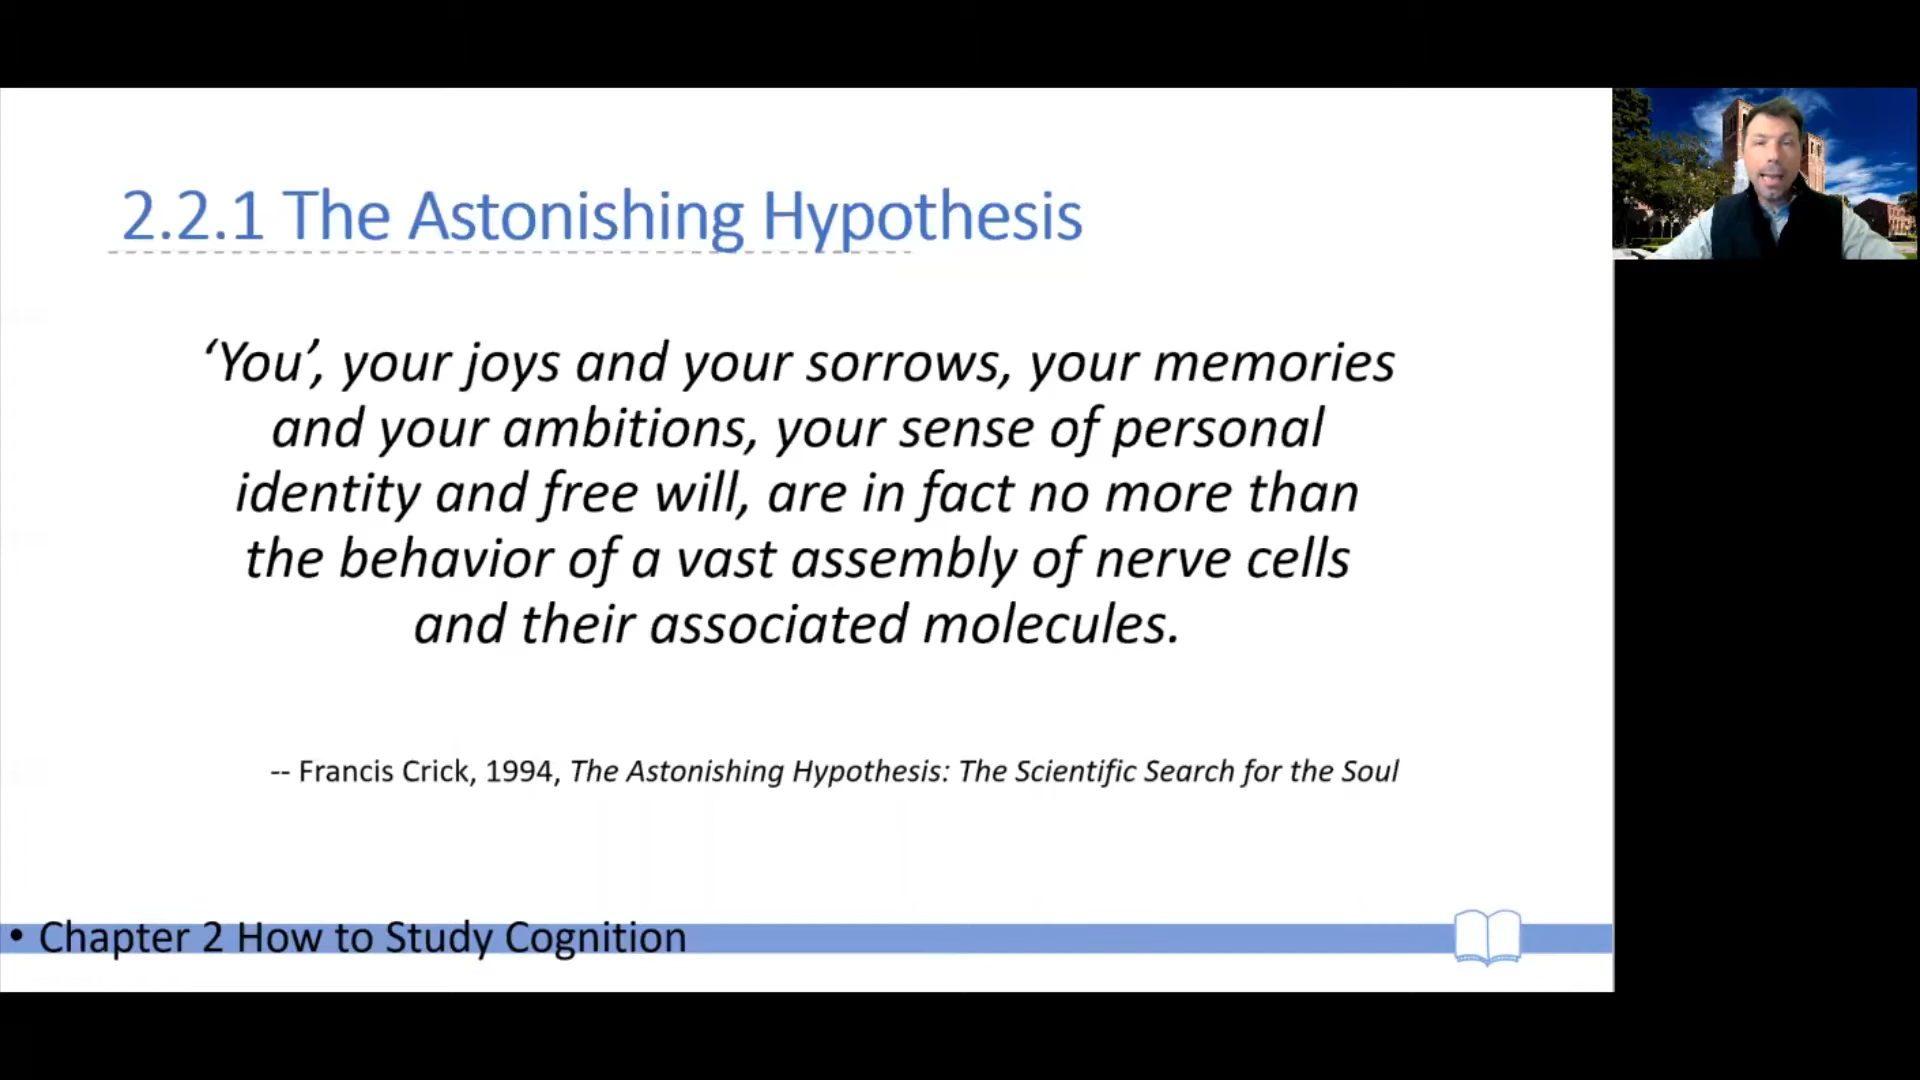 2.2.1 The Astonishing Hypothesis
‘You’, your joys and your sorrows, your memories
and your ambitions, your sense of personal
identity and free will, are in fact no more than
the behavior of a vast assembly of nerve cells
and their associated molecules.
-- Francis Crick, 1994, The Astonishing Hypothesis: The Scientific Search for the Soul
• Chapter 2 How to Study Cognition